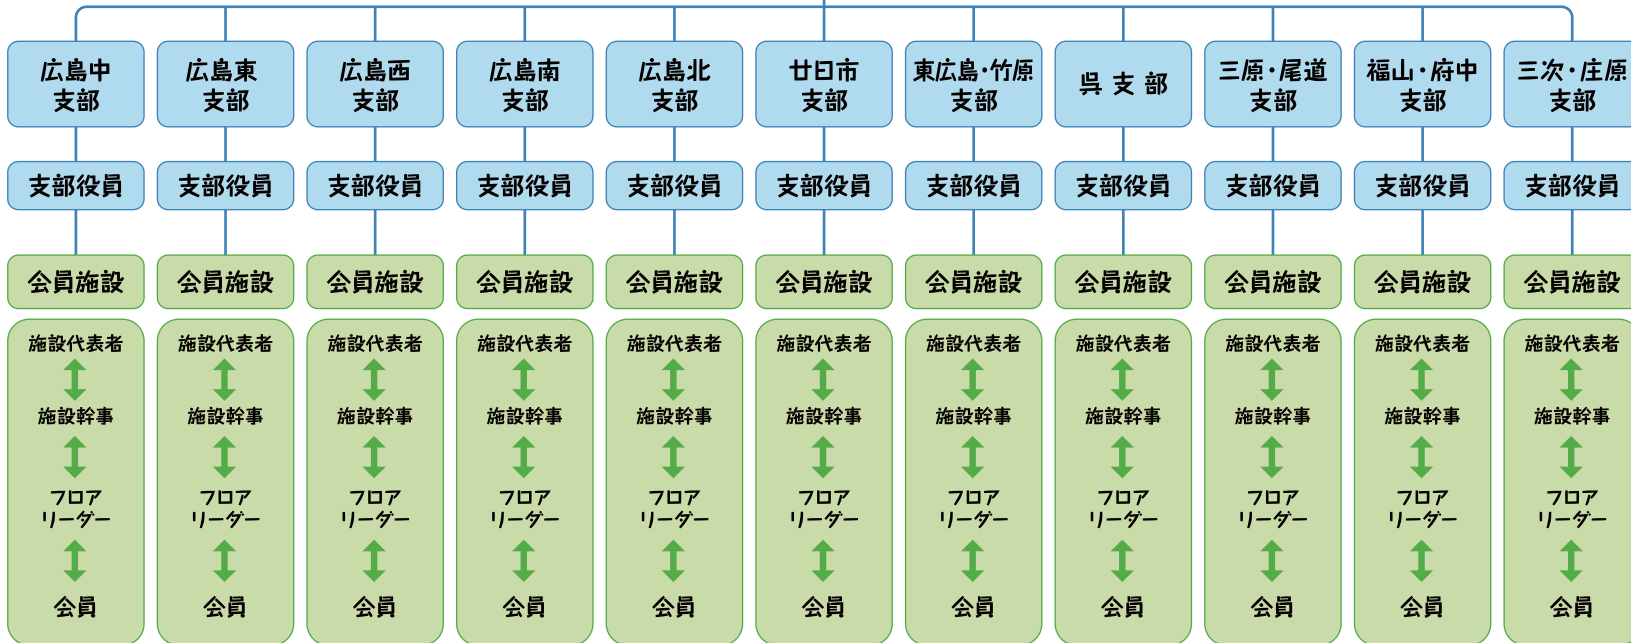 広島中
支部
広島東
支部
広島西
支部
広島南
支部
広島北
支部
廿日市
支部
東広島・竹原
支部
呉 支 部
三原・尾道
支部
福山・府中
支部
三次・庄原
支部
支部役員
支部役員
支部役員
支部役員
支部役員
支部役員
支部役員
支部役員
支部役員
支部役員
支部役員
会員施設
会員施設
会員施設
会員施設
会員施設
会員施設
会員施設
会員施設
会員施設
会員施設
会員施設
施設代表者
施設幹事
フロア
リーダー
会員
施設代表者
施設幹事
フロア
リーダー
会員
施設代表者
施設幹事
フロア
リーダー
会員
施設代表者
施設幹事
フロア
リーダー
会員
施設代表者
施設幹事
フロア
リーダー
会員
施設代表者
施設幹事
フロア
リーダー
会員
施設代表者
施設幹事
フロア
リーダー
会員
施設代表者
施設幹事
フロア
リーダー
会員
施設代表者
施設幹事
フロア
リーダー
会員
施設代表者
施設幹事
フロア
リーダー
会員
施設代表者
施設幹事
フロア
リーダー
会員